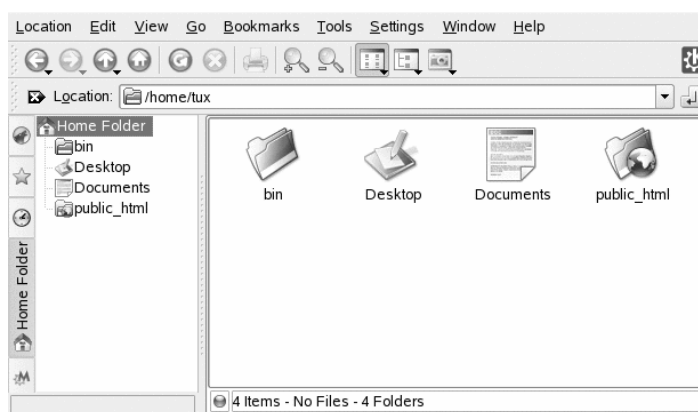 Location Edit View Go Bookmarks Tools Settings Window Help
Location: /home/tux
Home Folder
bin
Desktop
Documents
public_html
Home Folder
bin Desktop Documents public_html
4 Items - No Files - 4 Folders